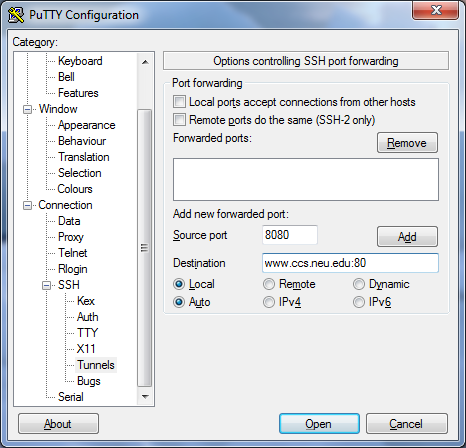 PuTTY Configuration
Category:
Keyboard
Bell
Features
Window
Appearance
Behaviour
Translation
Selection
Colours
Connection
Data
Proxy
Telnet
Rlogin
SSH
Kex
Auth
TTY
X11
Tunnels
Bugs
Serial
Options controlling SSH port forwarding
Port forwarding
Local ports accept connections from other hosts
Remote ports do the same (SSH-2 only)
Forwarded ports:
Remove
Add new forwarded port:
Source port 8080 Add
Destination www.ccs.neu.edu:80
Local Remote Dynamic
Auto IPv4 IPv6
About Open Cancel